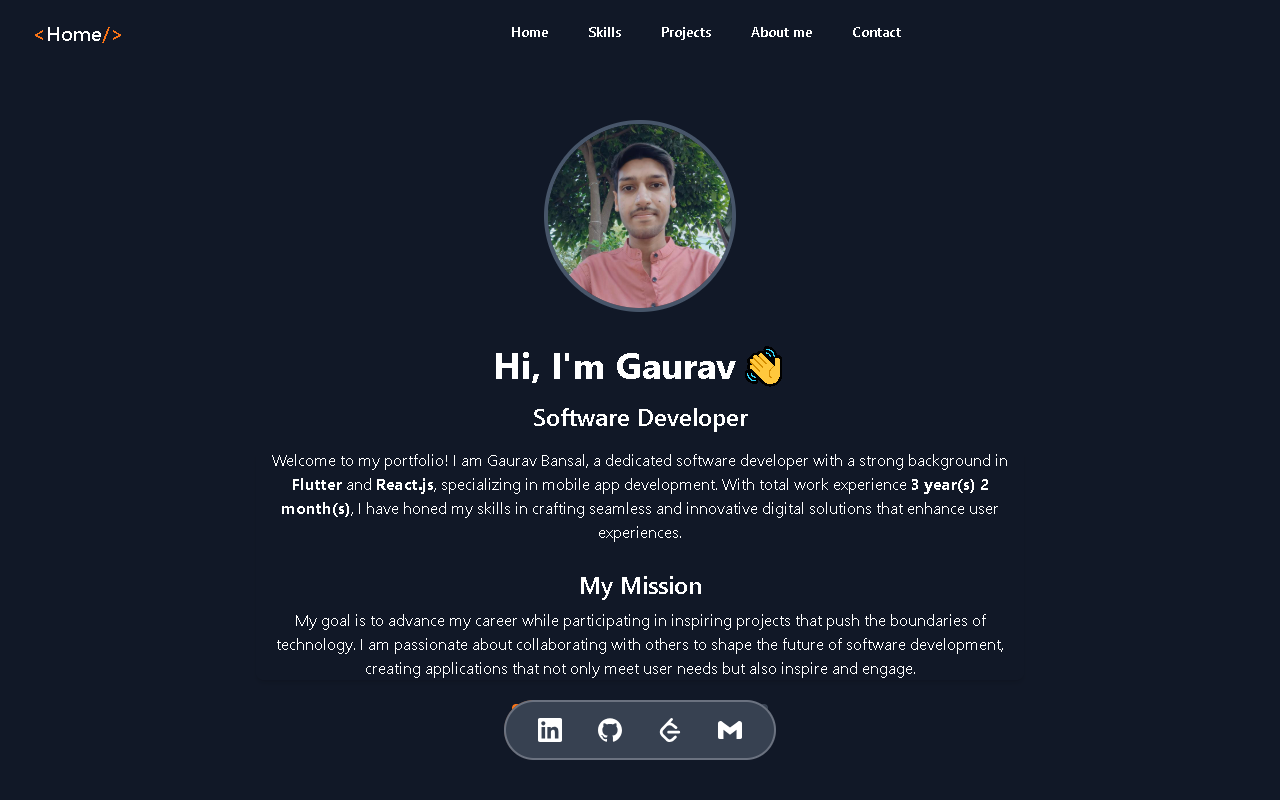 <Home/>
Home Skills Projects About me Contact
Hi, I'm Gaurav 👋
Software Developer
Welcome to my portfolio! I am Gaurav Bansal, a dedicated software developer with a strong background in
Flutter and React.js, specializing in mobile app development. With total work experience 3 year(s) 2
month(s), I have honed my skills in crafting seamless and innovative digital solutions that enhance user
experiences.
My Mission
My goal is to advance my career while participating in inspiring projects that push the boundaries of
technology. I am passionate about collaborating with others to shape the future of software development,
creating applications that not only meet user needs but also inspire and engage.